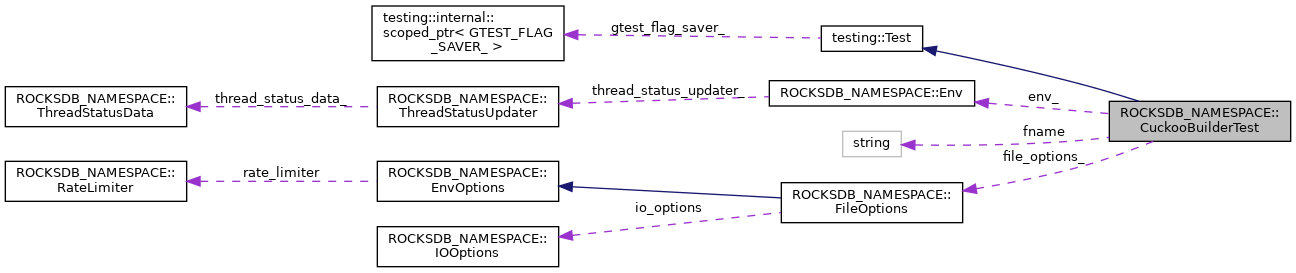 testing::internal::
scoped_ptr< GTEST_FLAG
_SAVER_ >
gtest_flag_saver_
testing::Test
ROCKSDB_NAMESPACE::
ThreadStatusData
thread_status_data_
ROCKSDB_NAMESPACE::
ThreadStatusUpdater
thread_status_updater_
ROCKSDB_NAMESPACE::Env
env_
ROCKSDB_NAMESPACE::
CuckooBuilderTest
string
fname
file_options_
ROCKSDB_NAMESPACE::
RateLimiter
rate_limiter
ROCKSDB_NAMESPACE::
EnvOptions
ROCKSDB_NAMESPACE::
FileOptions
io_options
ROCKSDB_NAMESPACE::
IOOptions